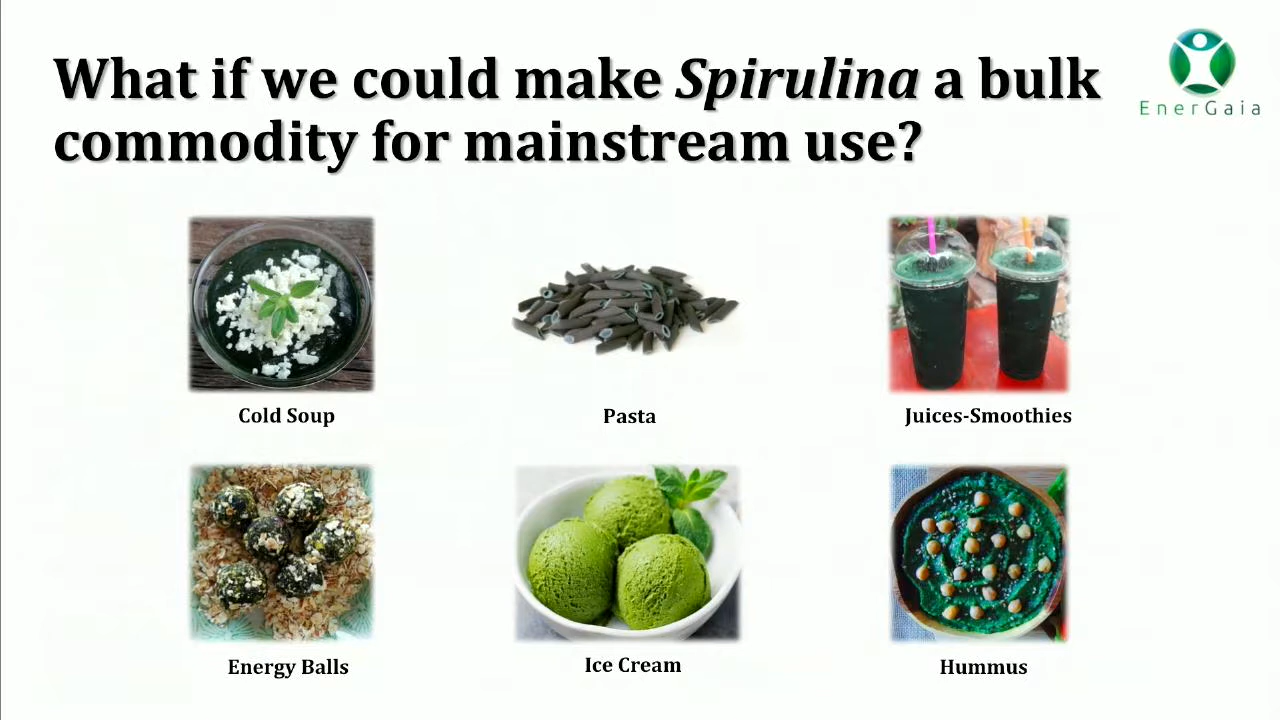 What if we could make Spirulina a bulk
commodity for mainstream use?
EnerGaia
Cold Soup
Pasta
Juices-Smoothies
Energy Balls
Ice Cream
Hummus